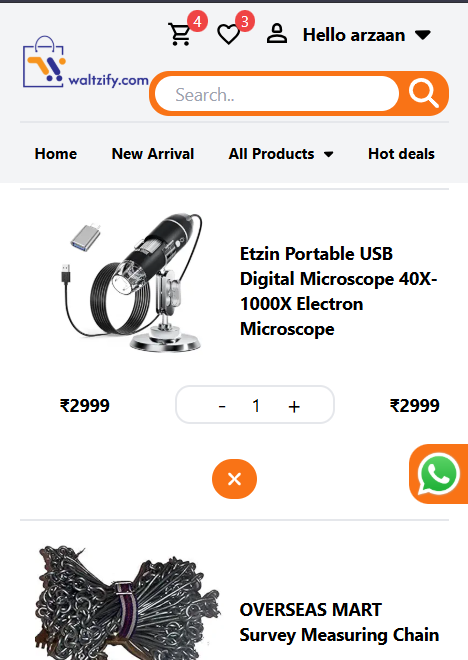 4
3
Hello arzaan
waltzify.com
Search..
Home
New Arrival
All Products
Hot deals
Etzin Portable USB
Digital Microscope 40X-
1000X Electron
Microscope
₹2999
- 1 +
₹2999
×
OVERSEAS MART
Survey Measuring Chain